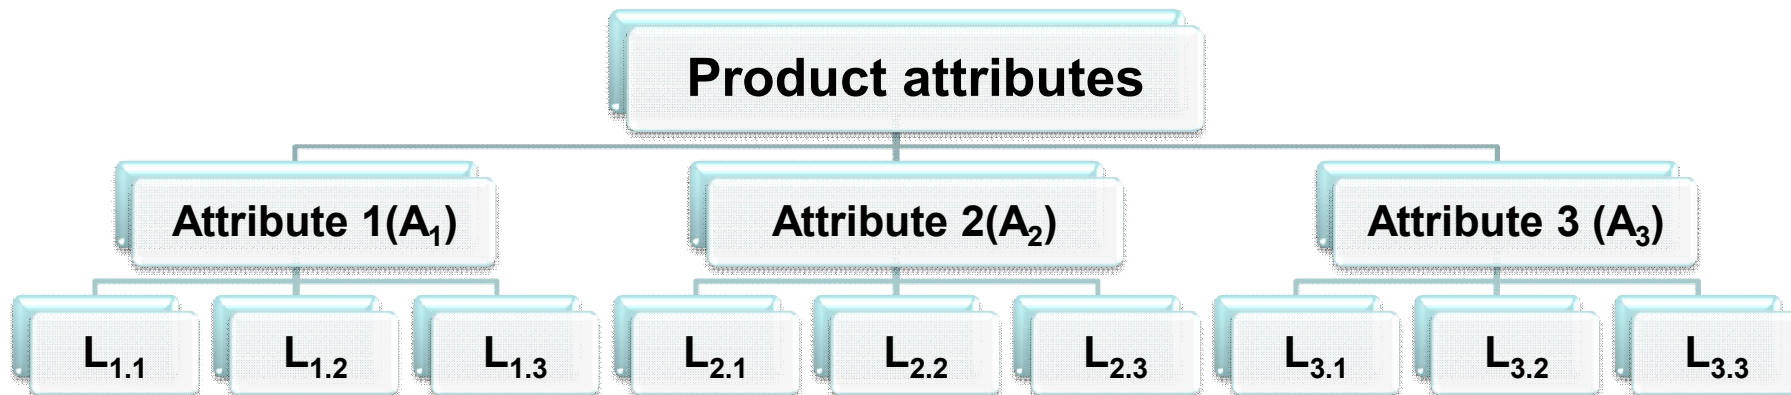 Product attributes
Attribute 1(A₁)
Attribute 2(A₂)
Attribute 3 (A₃)
L₁.₁
L₁.₂
L₁.₃
L₂.₁
L₂.₂
L₂.₃
L₃.₁
L₃.₂
L₃.₃